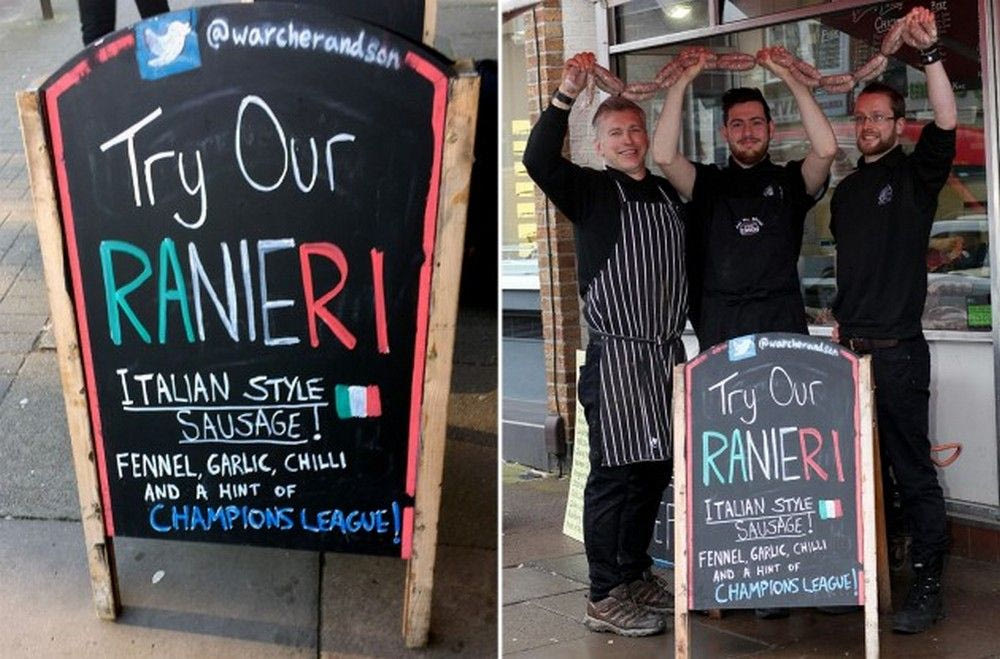 @warcherandson
Try Our
RANIERI
ITALIAN STYLE
SAUSAGE!
FENNEL, GARLIC, CHILLI
AND A HINT OF
CHAMPIONS LEAGUE!
@warcherandson
Try Our
RANIERI
ITALIAN STYLE
SAUSAGE!
FENNEL, GARLIC, CHILLI
AND A HINT OF
CHAMPIONS LEAGUE!